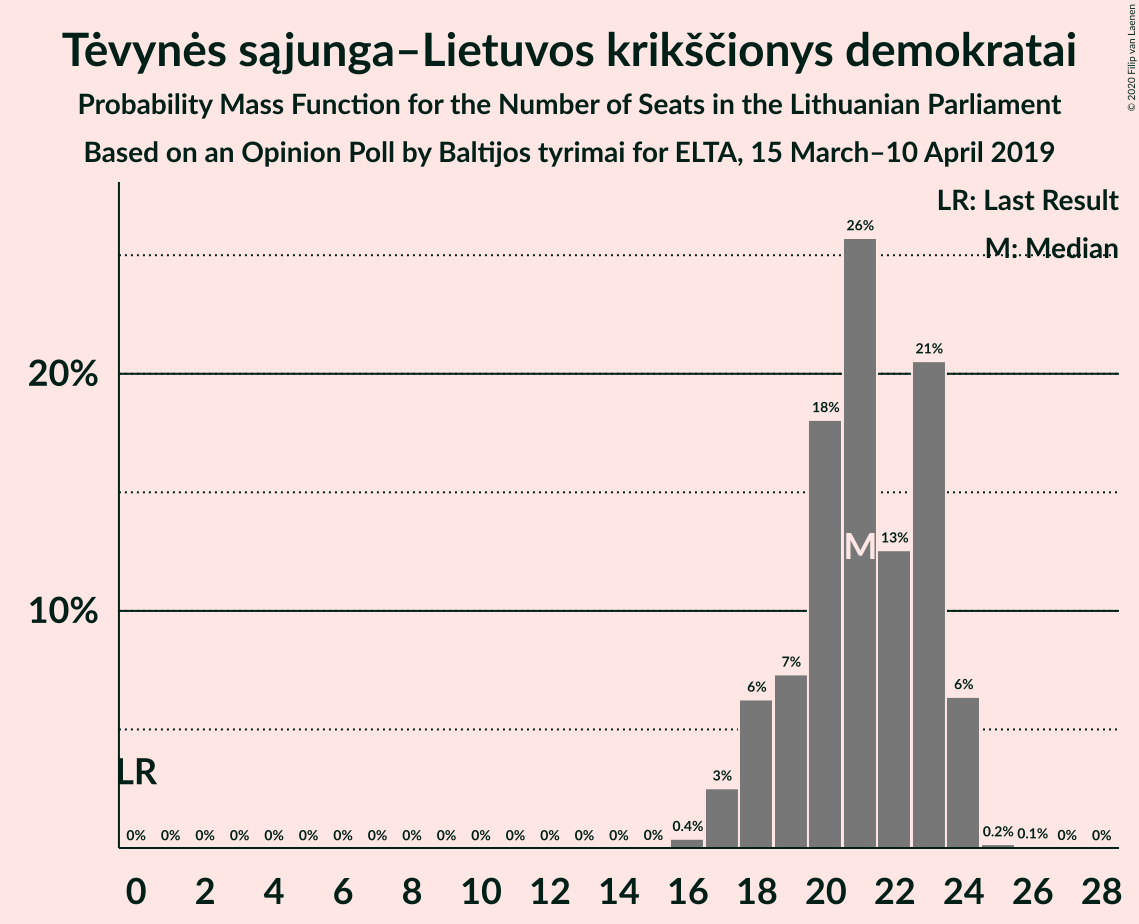 Tėvynės sąjunga–Lietuvos krikščionys demokratai
Probability Mass Function for the Number of Seats in the Lithuanian Parliament
Based on an Opinion Poll by Baltijos tyrimai for ELTA, 15 March–10 April 2019
© 2020 Filip van Laenen
LR: Last Result
M: Median
26%
21%
20%
18%
M
13%
10%
7%
6%
6%
LR
3%
0% 0% 0% 0% 0% 0% 0% 0% 0% 0% 0% 0% 0% 0% 0% 0% 0.4% 0.2% 0.1% 0% 0%
0 2 4 6 8 10 12 14 16 18 20 22 24 26 28